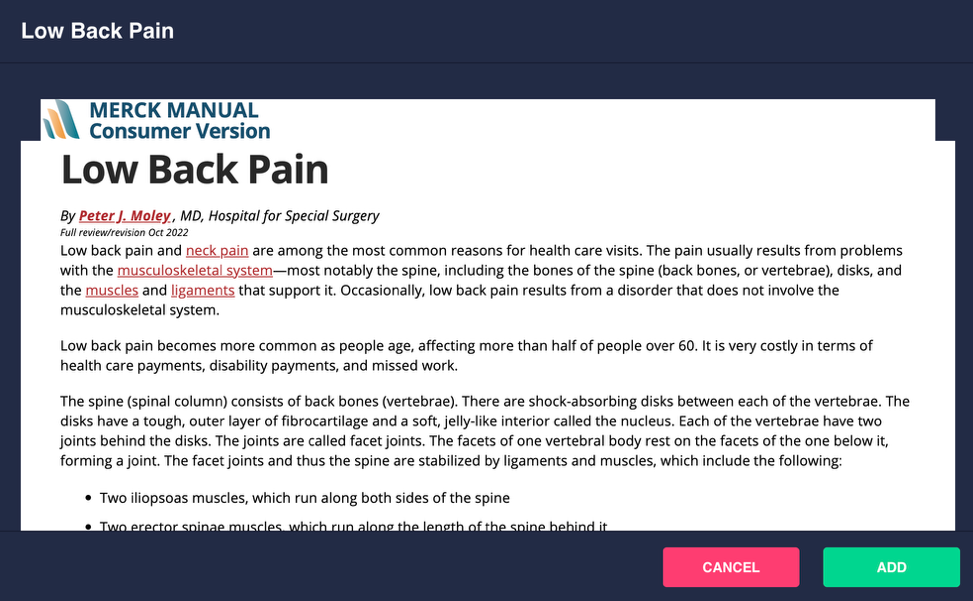 Low Back Pain
MERCK MANUAL
Consumer Version
Low Back Pain
By Peter J. Moley, MD, Hospital for Special Surgery
Full review/revision Oct 2022
Low back pain and neck pain are among the most common reasons for health care visits. The pain usually results from problems
with the musculoskeletal system—most notably the spine, including the bones of the spine (back bones, or vertebrae), disks, and
the muscles and ligaments that support it. Occasionally, low back pain results from a disorder that does not involve the
musculoskeletal system.
Low back pain becomes more common as people age, affecting more than half of people over 60. It is very costly in terms of
health care payments, disability payments, and missed work.
The spine (spinal column) consists of back bones (vertebrae). There are shock-absorbing disks between each of the vertebrae. The
disks have a tough, outer layer of fibrocartilage and a soft, jelly-like interior called the nucleus. Each of the vertebrae have two
joints behind the disks. The joints are called facet joints. The facets of one vertebral body rest on the facets of the one below it,
forming a joint. The facet joints and thus the spine are stabilized by ligaments and muscles, which include the following:
• Two iliopsoas muscles, which run along both sides of the spine
• Two erector spinae muscles, which run along the length of the spine behind it
CANCEL
ADD